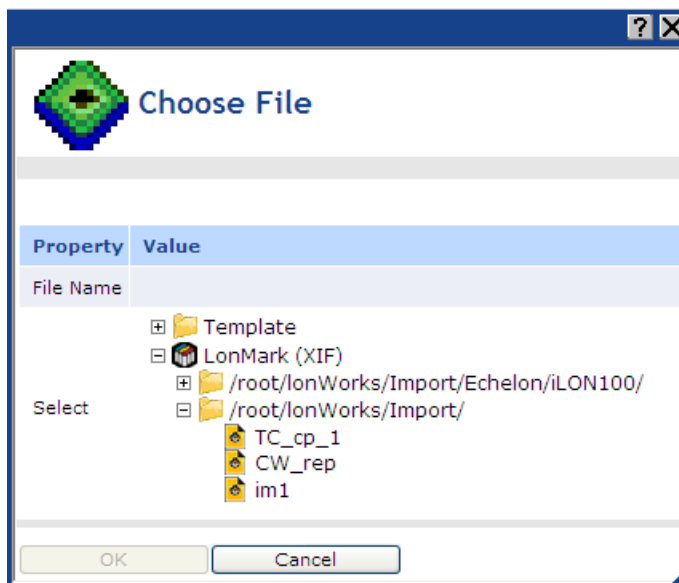 ?
Choose File
Property Value
File Name
Template
LonMark (XIF)
/root/lonWorks/Import/Echelon/iLON100/
Select
/root/lonWorks/Import/
TC_cp_1
CW_rep
im1
OK Cancel